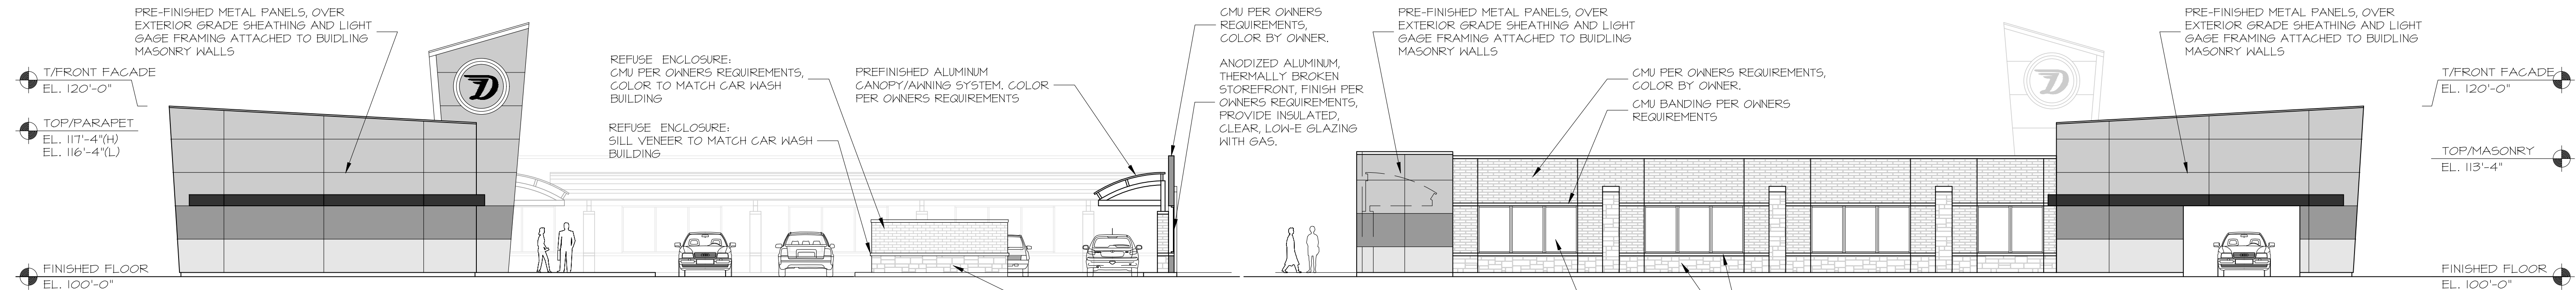 PRE-FINISHED METAL PANELS, OVER
EXTERIOR GRADE SHEATHING AND LIGHT
GAGE FRAMING ATTACHED TO BUIDLING
MASONRY WALLS
T/FRONT FACADE
EL. 120'-0"
TOP/PARAPET
EL. 117'-4"(H)
EL. 116'-4"(L)
FINISHED FLOOR
EL. 100'-0"
D
REFUSE ENCLOSURE:
CMU PER OWNERS REQUIREMENTS,
COLOR TO MATCH CAR WASH
BUILDING
REFUSE ENCLOSURE:
SILL VENEER TO MATCH CAR WASH
BUILDING
PREFINISHED ALUMINUM
CANOPY/AWNING SYSTEM. COLOR
PER OWNERS REQUIREMENTS
CMU PER OWNERS
REQUIREMENTS,
COLOR BY OWNER.
ANODIZED ALUMINUM,
THERMALLY BROKEN
STOREFRONT, FINISH PER
OWNERS REQUIREMENTS,
PROVIDE INSULATED,
CLEAR, LOW-E GLAZING
WITH GAS.
PRE-FINISHED METAL PANELS, OVER
EXTERIOR GRADE SHEATHING AND LIGHT
GAGE FRAMING ATTACHED TO BUIDLING
MASONRY WALLS
CMU PER OWNERS REQUIREMENTS,
COLOR BY OWNER.
CMU BANDING PER OWNERS
REQUIREMENTS
D
PRE-FINISHED METAL PANELS, OVER
EXTERIOR GRADE SHEATHING AND LIGHT
GAGE FRAMING ATTACHED TO BUIDLING
MASONRY WALLS
T/FRONT FACADE
EL. 120'-0"
TOP/MASONRY
EL. 113'-4"
FINISHED FLOOR
EL. 100'-0"